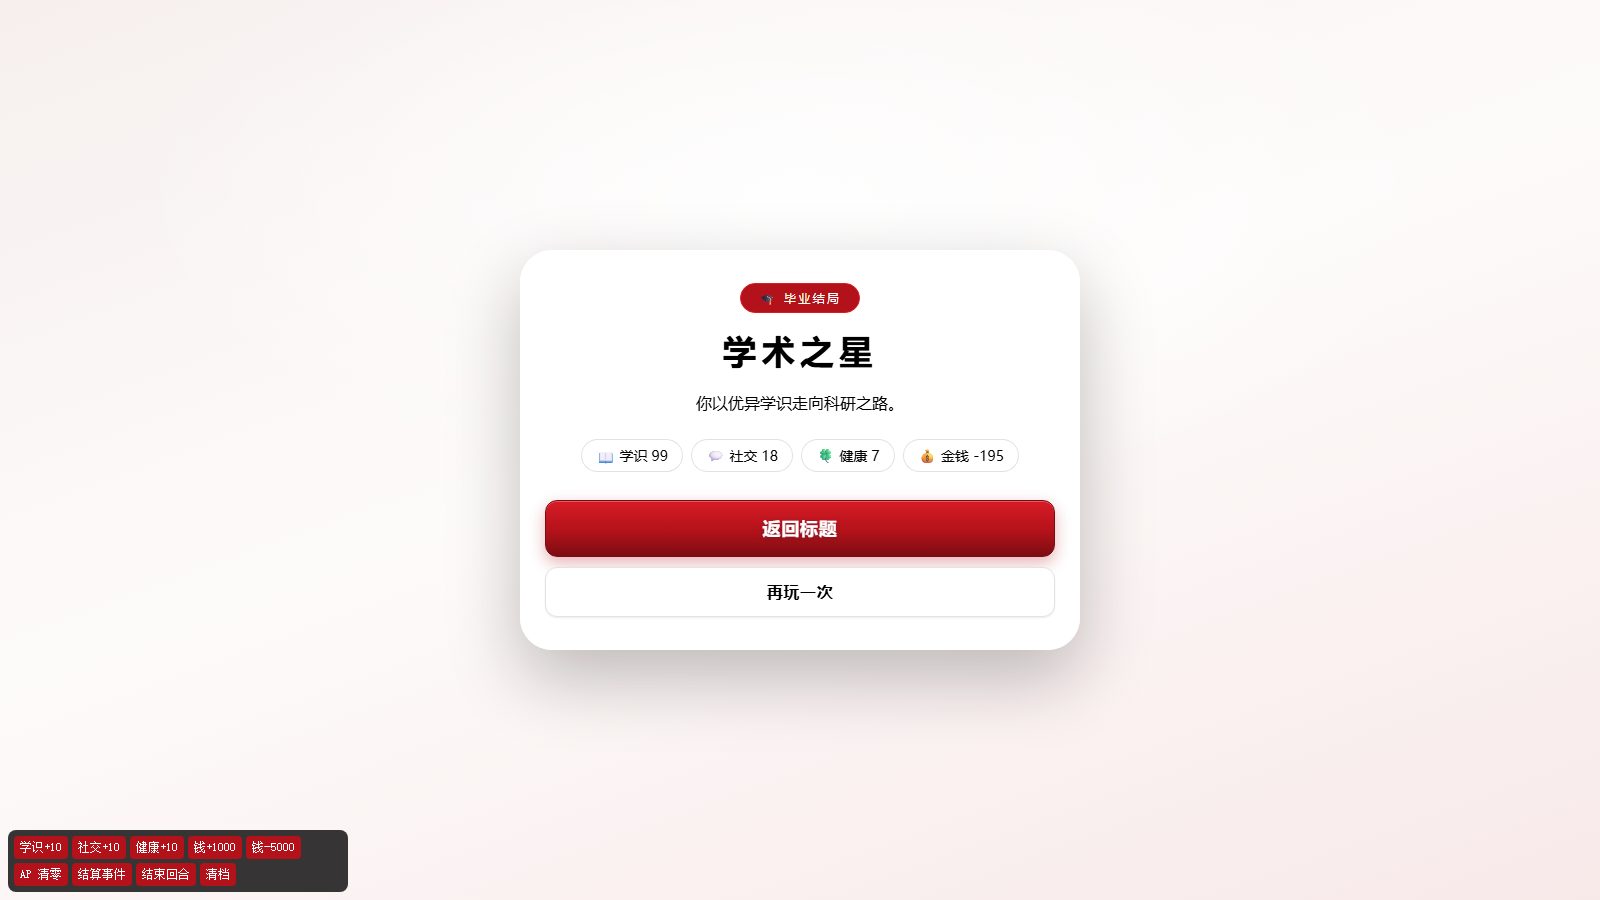 毕业结局
学术之星
你以优异学识走向科研之路。
学识 99 社交 18 健康 7 金钱 -195
返回标题
再玩一次
学识+10 社交+10 健康+10 钱+1000 钱-5000
AP 清零 结算事件 结束回合 清档